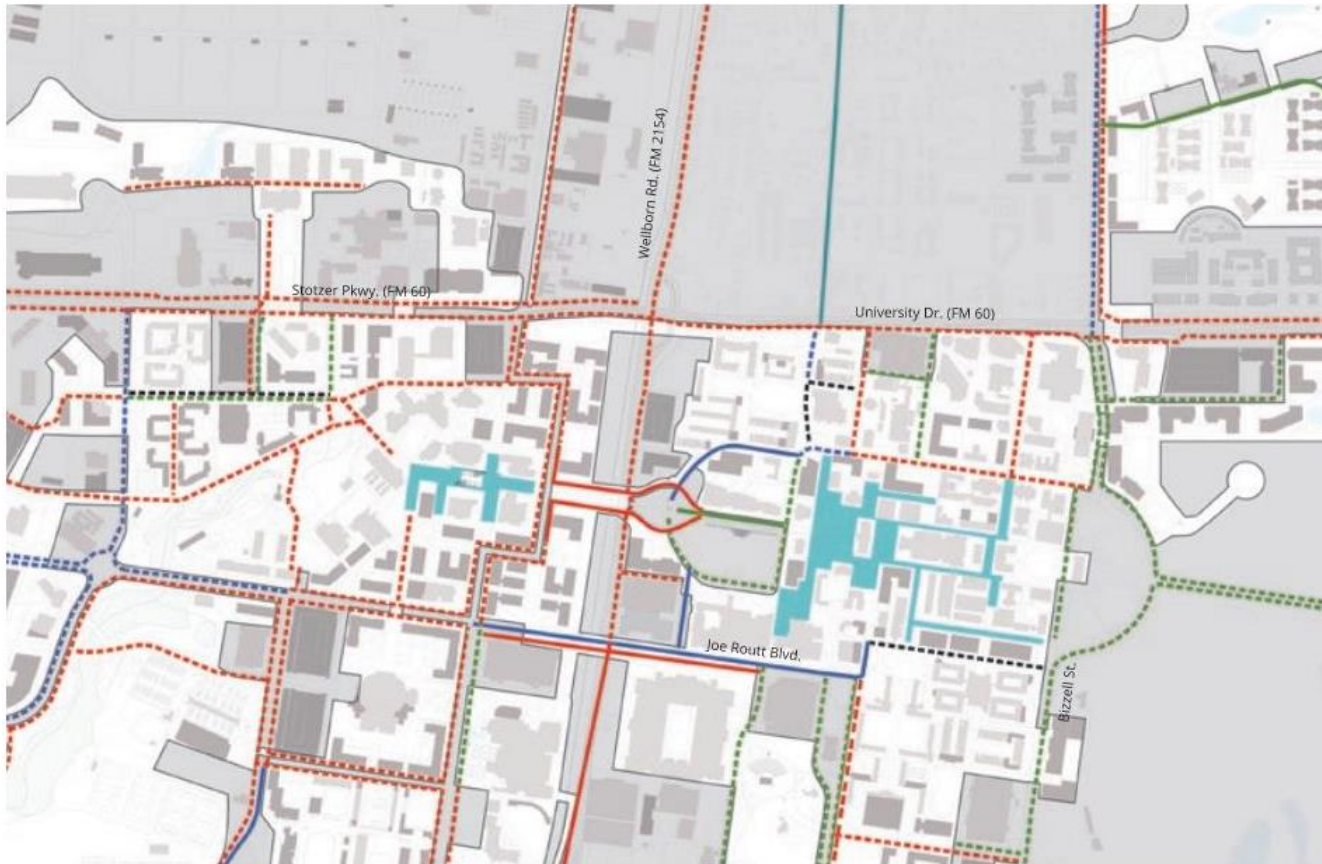 Wellborn Rd. (FM 2154)
Stotzer Pkwy. (FM 60)
University Dr. (FM 60)
Joe Routt Blvd.
Bizzell St.